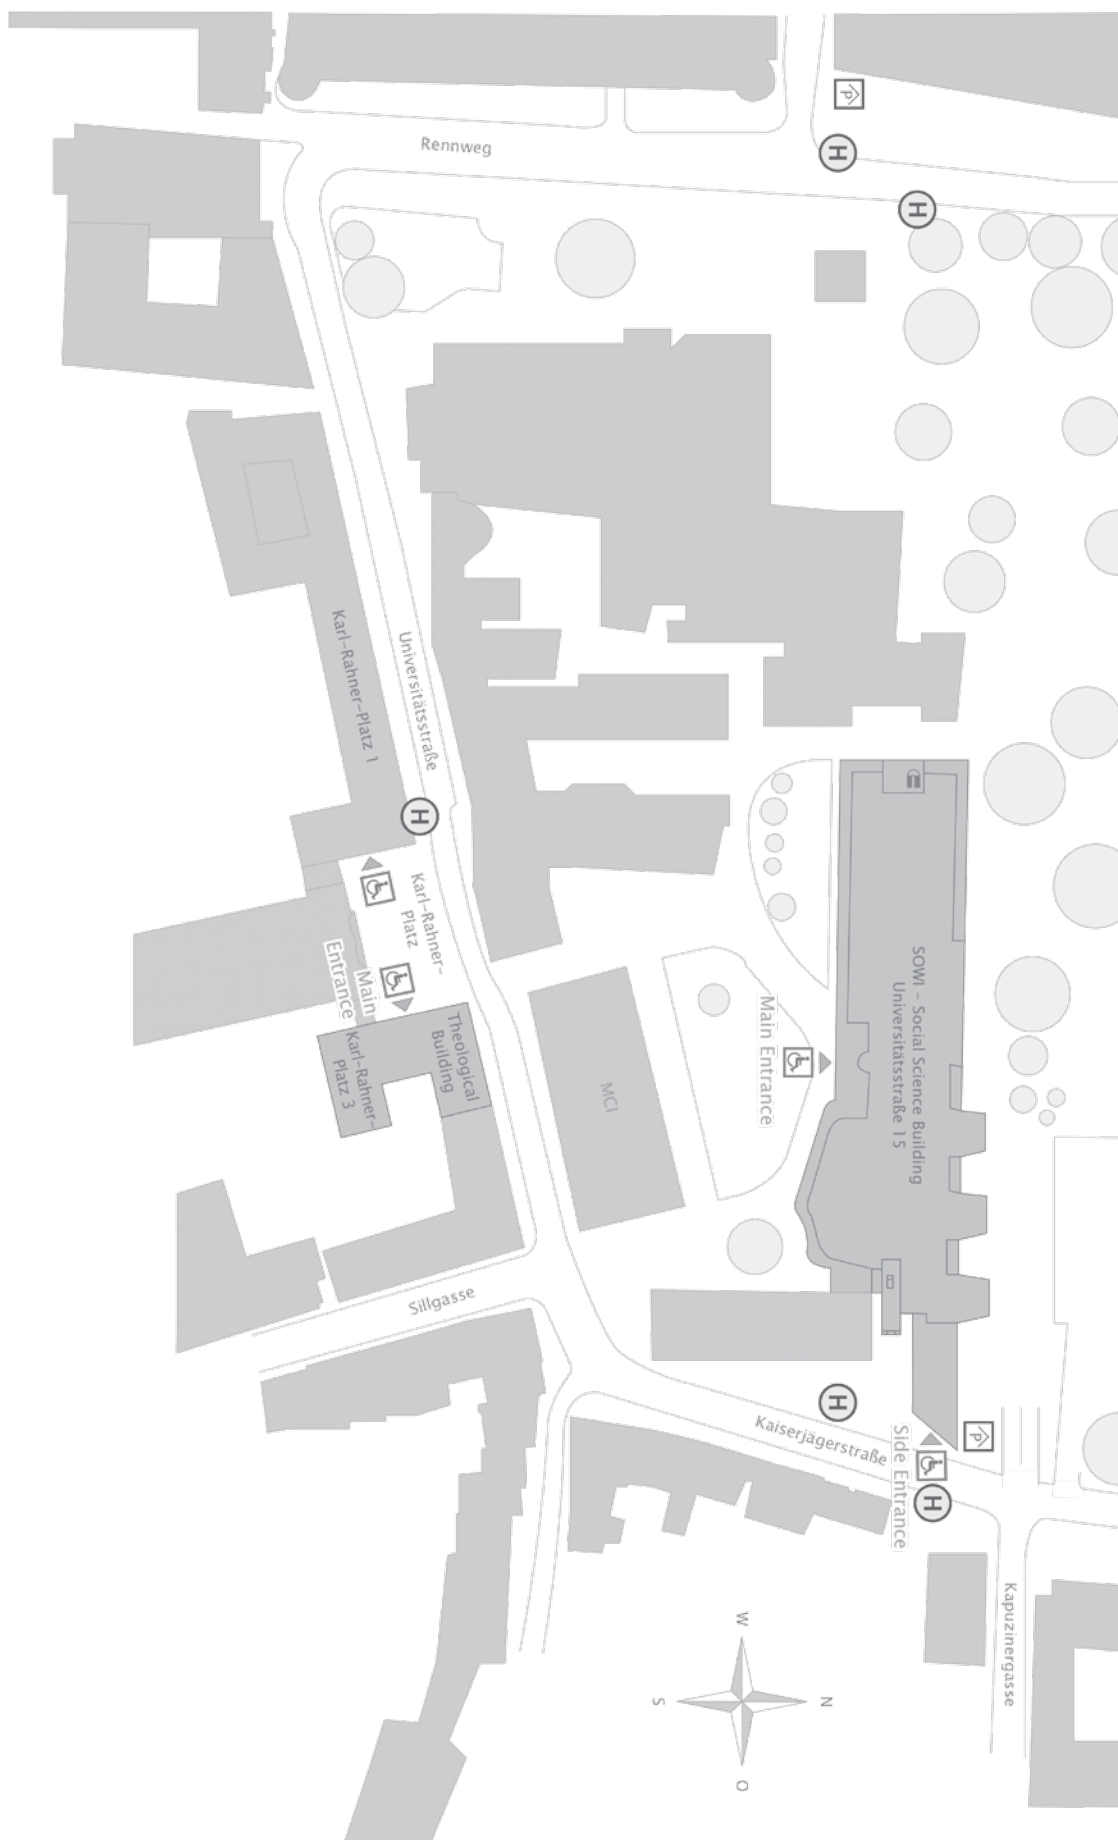 Rennweg
H
H
P
Karl-Rahner-Platz 1
Universitätsstraße
H
Karl-Rahner-
Platz
Main
Entrance
Theological
Building
Karl-Rahner-
Platz 3
MCI
SOWI - Social Science Building
Universitätsstraße 15
Main Entrance
Sillgasse
Kaiserjägerstraße
H
Side Entrance
H
P
Kapuzinergasse
W
N
S
O